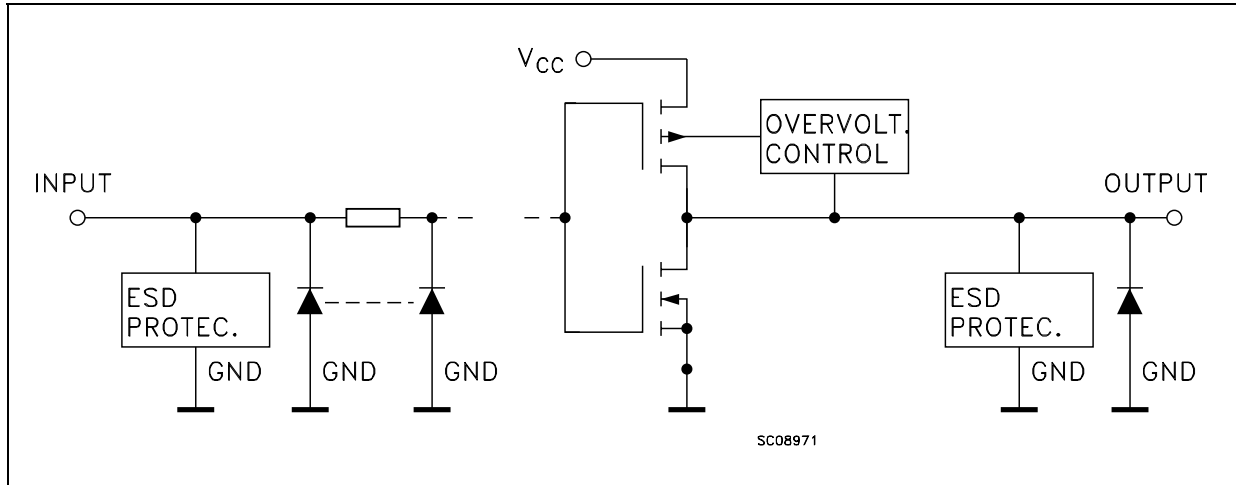 VCC
OVERVOLT.
CONTROL
INPUT
OUTPUT
ESD
PROTEC.
GND
GND
GND
ESD
PROTEC.
GND
GND
SC08971